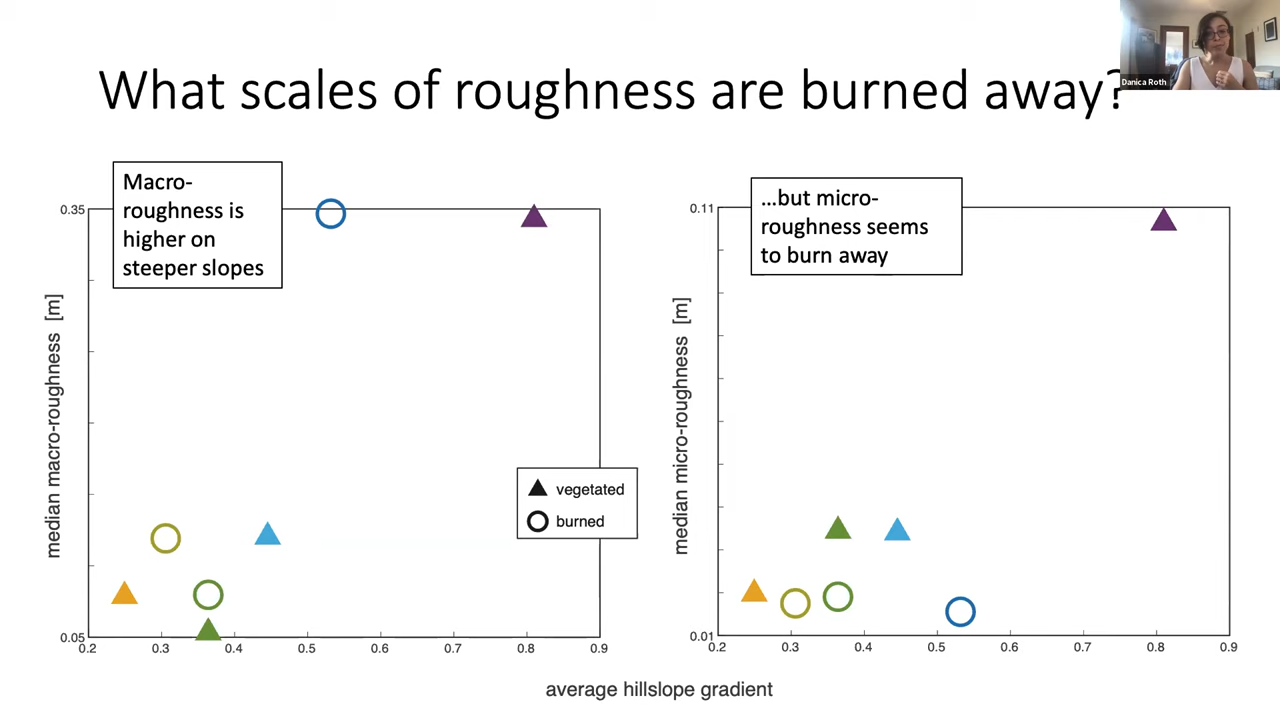 What scales of roughness are burned away?
Danica Roth
Macro-
roughness is
higher on
steeper slopes
0.35
0.05
median macro-roughness [m]
0.2 0.3 0.4 0.5 0.6 0.7 0.8 0.9
vegetated
burned
...but micro-
roughness seems
to burn away
0.11
0.01
median micro-roughness [m]
0.2 0.3 0.4 0.5 0.6 0.7 0.8 0.9
average hillslope gradient